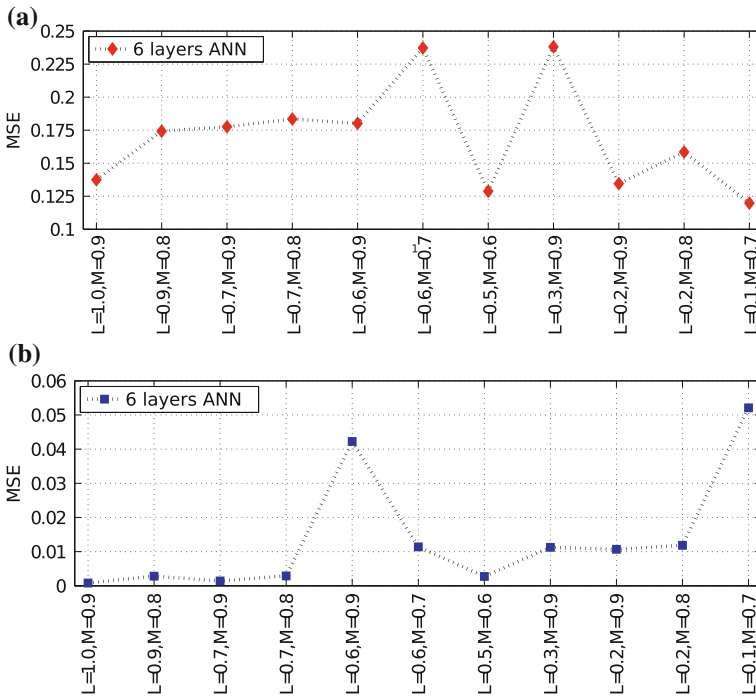 (a)
0.25
0.225
0.2
0.175
0.15
0.125
0.1
MSE
6 layers ANN
L=1.0,M=0.9
L=0.9,M=0.8
L=0.7,M=0.9
L=0.7,M=0.8
L=0.6,M=0.9
L=0.6,M=0.7
1
L=0.5,M=0.6
L=0.3,M=0.9
L=0.2,M=0.9
L=0.2,M=0.8
L=0.1,M=0.7
(b)
0.06
0.05
0.04
0.03
0.02
0.01
0
MSE
6 layers ANN
L=1.0,M=0.9
L=0.9,M=0.8
L=0.7,M=0.9
L=0.7,M=0.8
L=0.6,M=0.9
L=0.6,M=0.7
L=0.5,M=0.6
L=0.3,M=0.9
L=0.2,M=0.9
L=0.2,M=0.8
L=0.1,M=0.7